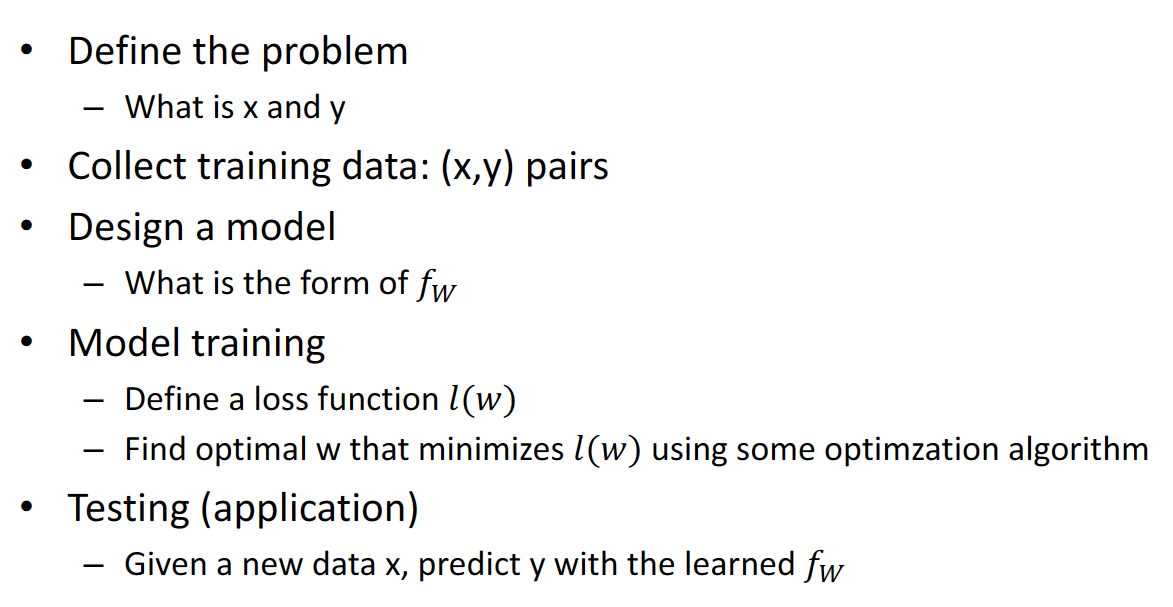 • Define the problem
– What is x and y
• Collect training data: (x,y) pairs
• Design a model
– What is the form of f_W
• Model training
– Define a loss function l(w)
– Find optimal w that minimizes l(w) using some optimzation algorithm
• Testing (application)
– Given a new data x, predict y with the learned f_W